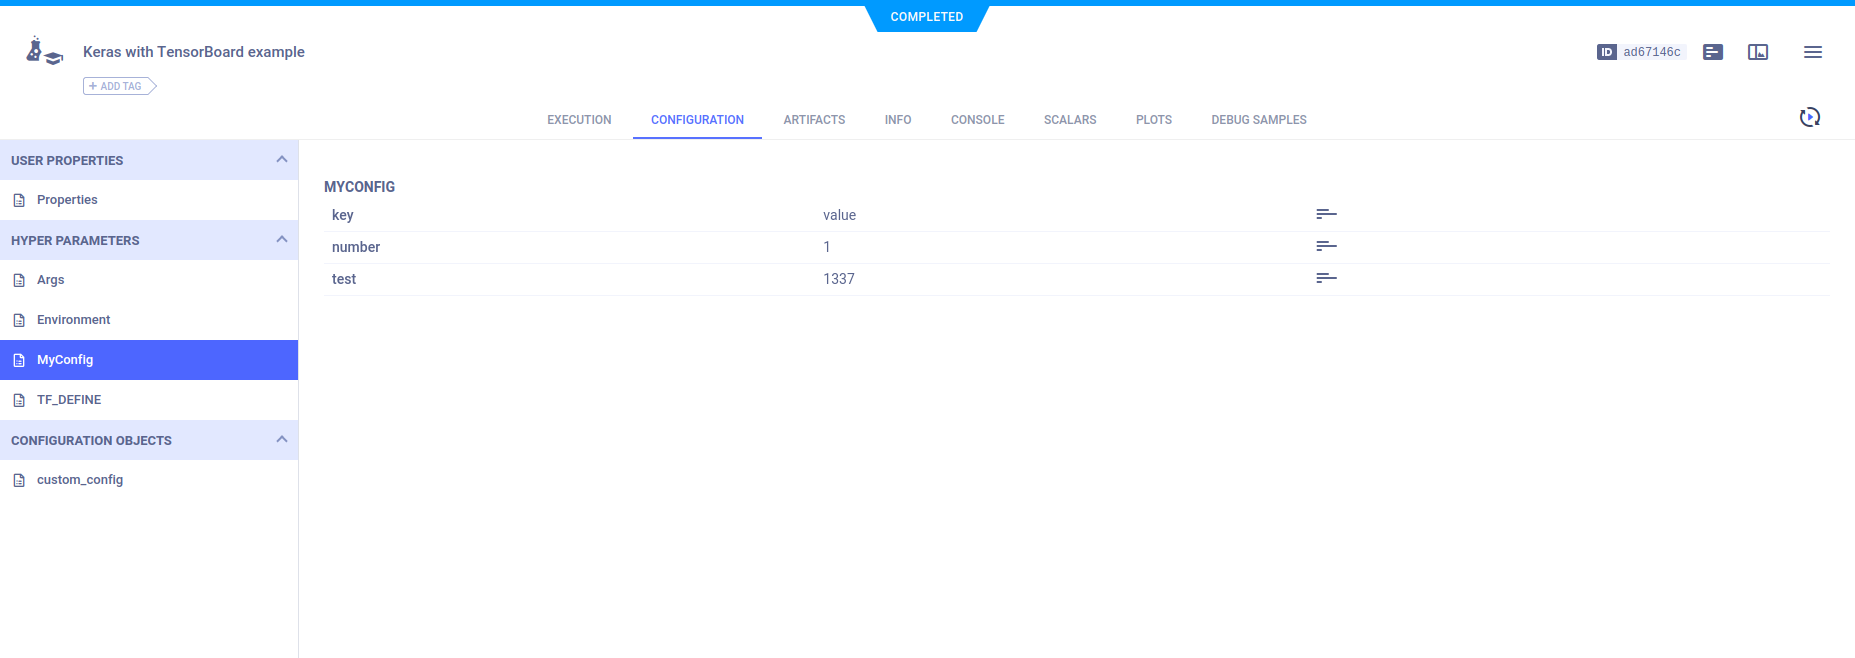 COMPLETED
Keras with TensorBoard example
ID ad67146c
+ ADD TAG
EXECUTION CONFIGURATION ARTIFACTS INFO CONSOLE SCALARS PLOTS DEBUG SAMPLES
USER PROPERTIES
Properties
HYPER PARAMETERS
Args
Environment
MyConfig
TF_DEFINE
CONFIGURATION OBJECTS
custom_config
MYCONFIG
key value
number 1
test 1337